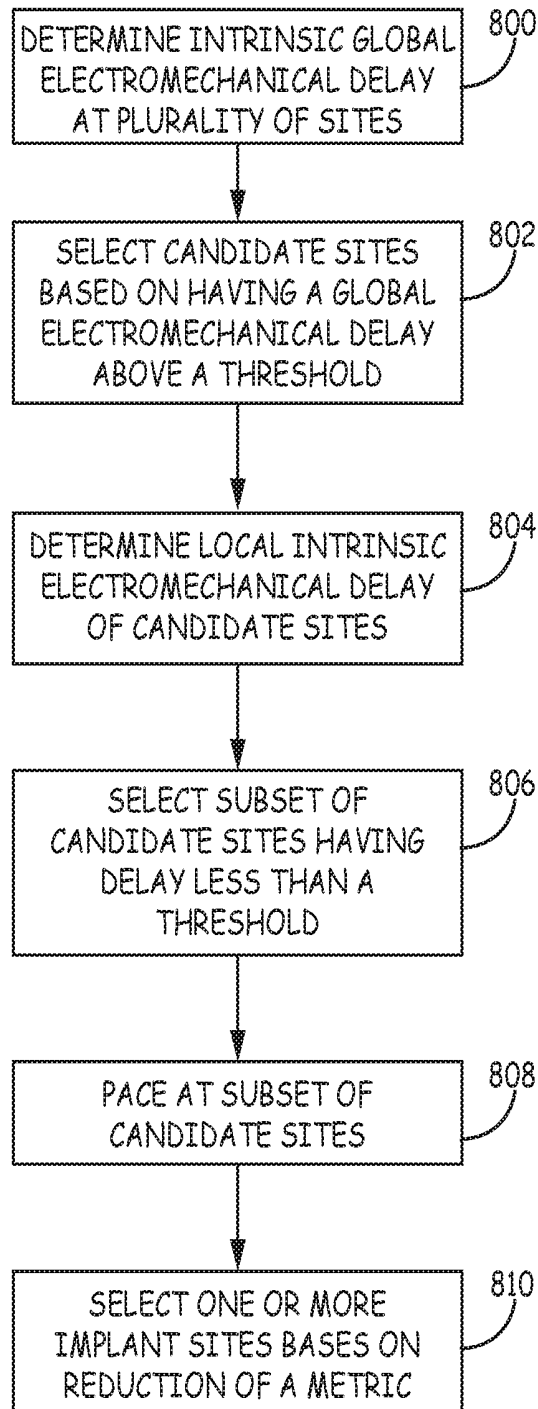 DETERMINE INTRINSIC GLOBAL
ELECTROMECHANICAL DELAY
AT PLURALITY OF SITES
800
SELECT CANDIDATE SITES
BASED ON HAVING A GLOBAL
ELECTROMECHANICAL DELAY
ABOVE A THRESHOLD
802
DETERMINE LOCAL INTRINSIC
ELECTROMECHANICAL DELAY
OF CANDIDATE SITES
804
SELECT SUBSET OF
CANDIDATE SITES HAVING
DELAY LESS THAN A
THRESHOLD
806
PACE AT SUBSET OF
CANDIDATE SITES
808
SELECT ONE OR MORE
IMPLANT SITES BASES ON
REDUCTION OF A METRIC
810